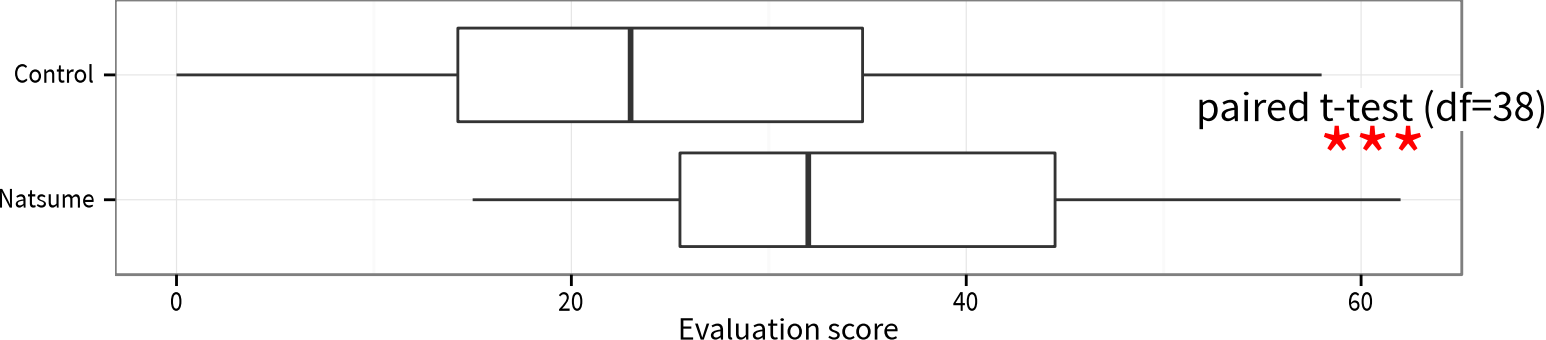 Control
paired t-test (df=38)
***
Natsume
0 20 40 60
Evaluation score